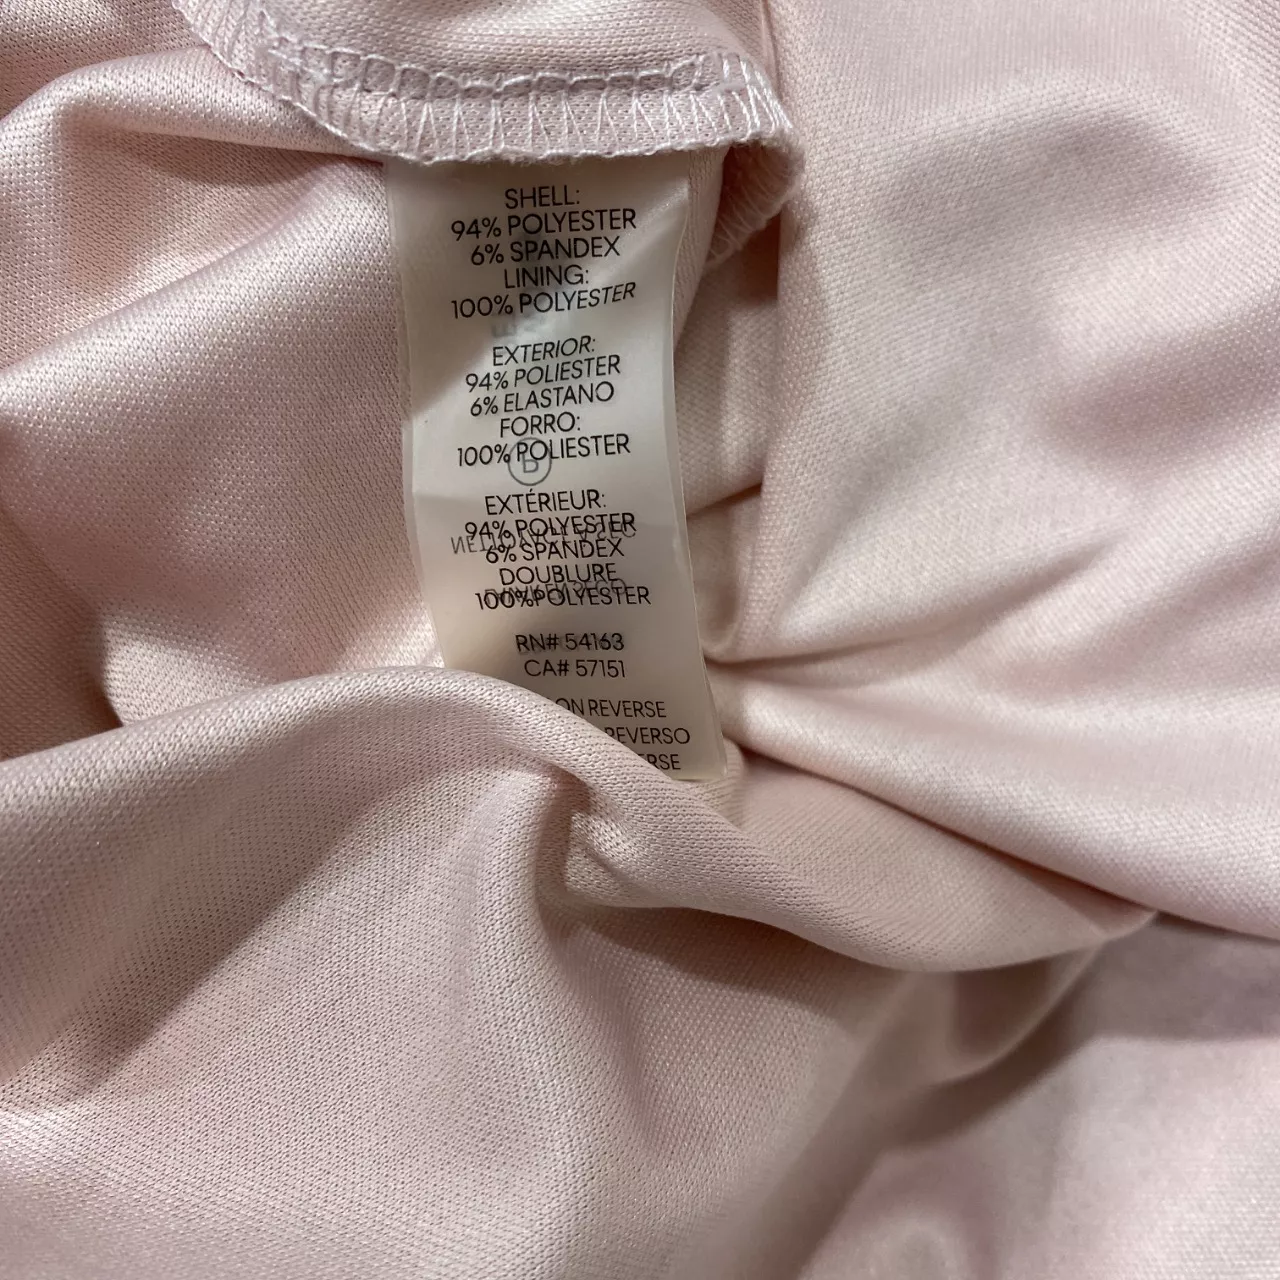 SHELL:
94% POLYESTER
6% SPANDEX
LINING:
100% POLYESTER
EXTERIOR:
94% POLIESTER
6% ELASTANO
FORRO:
100% POLIESTER
EXTÉRIEUR:
94% POLYESTER
6% SPANDEX
DOUBLURE
100%POLYESTER
RN# 54163
CA# 57151
ON REVERSE
REVERSO